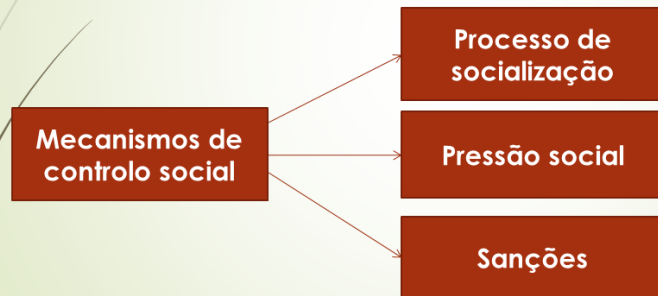 Mecanismos de
controlo social
Processo de
socialização
Pressão social
Sanções